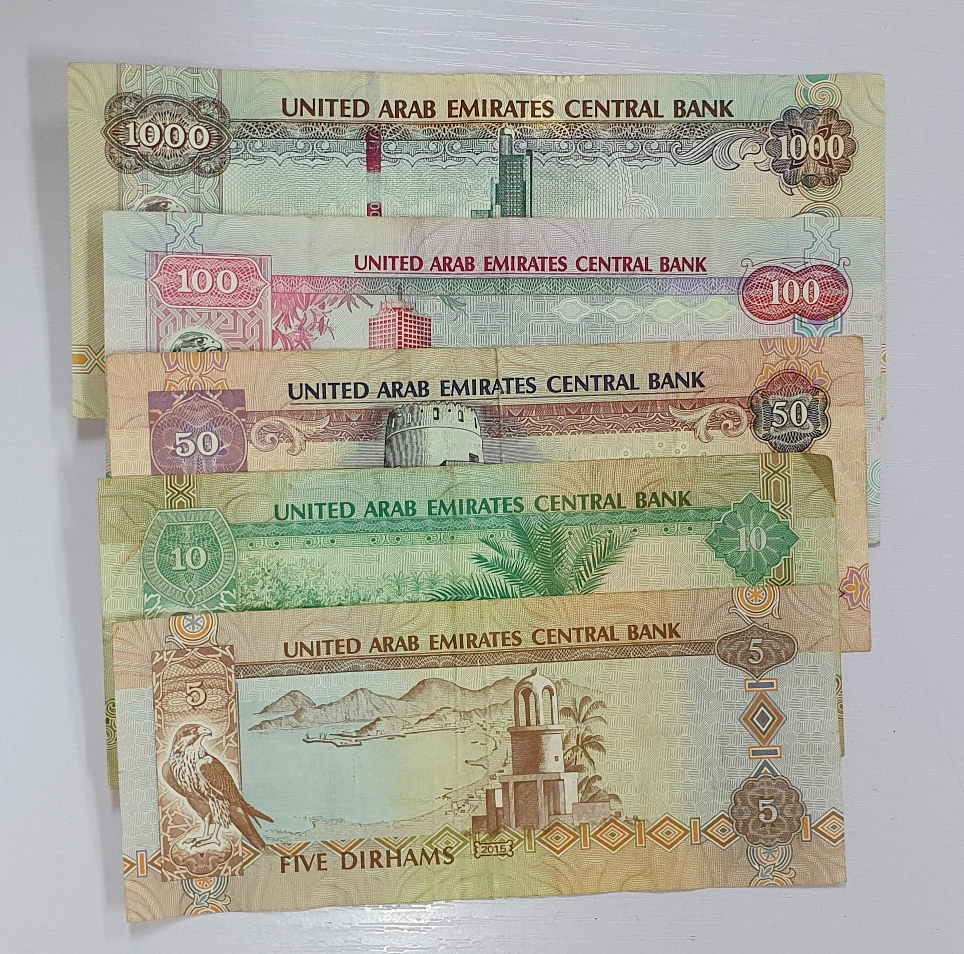 UNITED ARAB EMIRATES CENTRAL BANK
1000 1000
UNITED ARAB EMIRATES CENTRAL BANK
100 100
UNITED ARAB EMIRATES CENTRAL BANK
50 50
UNITED ARAB EMIRATES CENTRAL BANK
10 10
UNITED ARAB EMIRATES CENTRAL BANK
5 5
5
FIVE DIRHAMS 2015